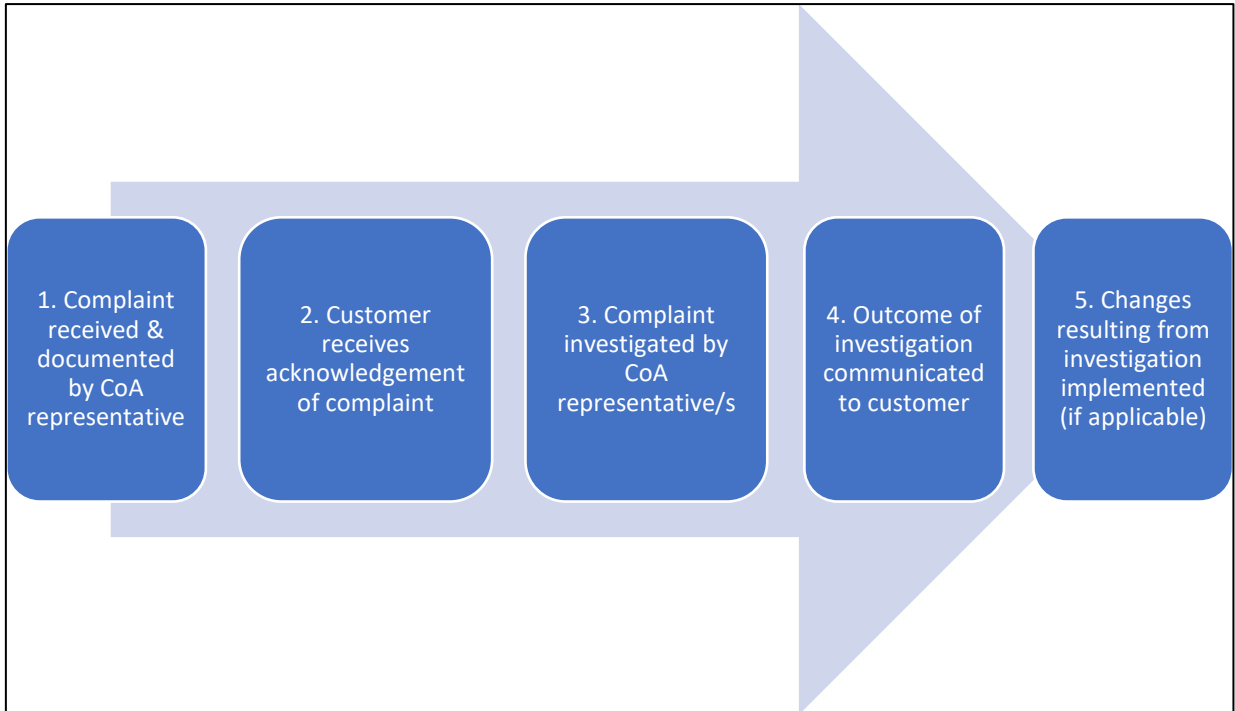 1. Complaint
received &
documented
by CoA
representative
2. Customer
receives
acknowledgement
of complaint
3. Complaint
investigated by
CoA
representative/s
4. Outcome of
investigation
communicated
to customer
5. Changes
resulting from
investigation
implemented
(if applicable)